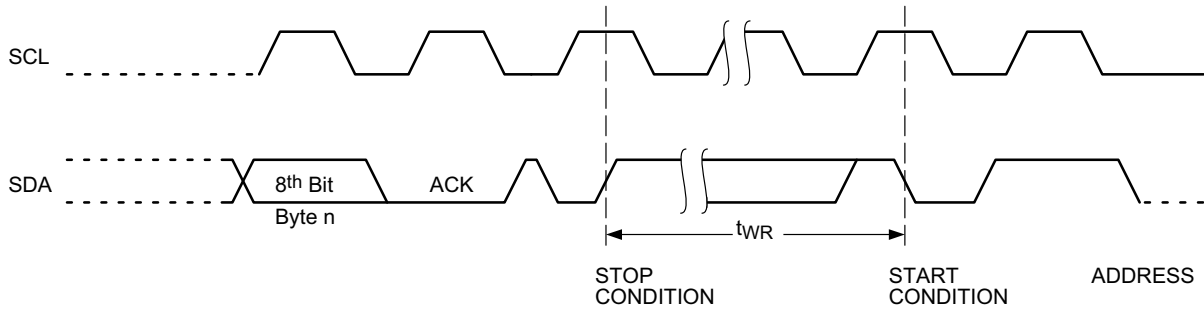 SCL
SDA
8th Bit
Byte n
ACK
tWR
STOP
CONDITION
START
CONDITION
ADDRESS